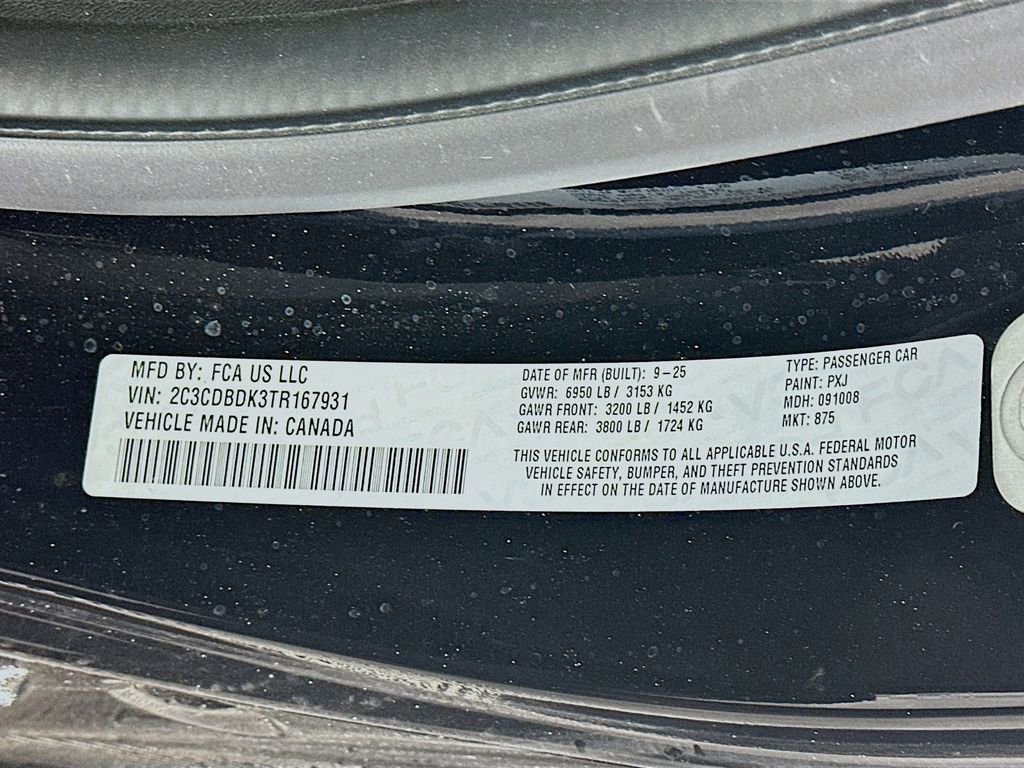 MFD BY: FCA US LLC
VIN: 2C3CDBDK3TR167931
VEHICLE MADE IN: CANADA
DATE OF MFR (BUILT): 9-25
GVWR: 6950 LB / 3153 KG
GAWR FRONT: 3200 LB / 1452 KG
GAWR REAR: 3800 LB / 1724 KG
TYPE: PASSENGER CAR
PAINT: PXJ
MDH: 091008
MKT: 875
THIS VEHICLE CONFORMS TO ALL APPLICABLE U.S.A. FEDERAL MOTOR
VEHICLE SAFETY, BUMPER, AND THEFT PREVENTION STANDARDS
IN EFFECT ON THE DATE OF MANUFACTURE SHOWN ABOVE.